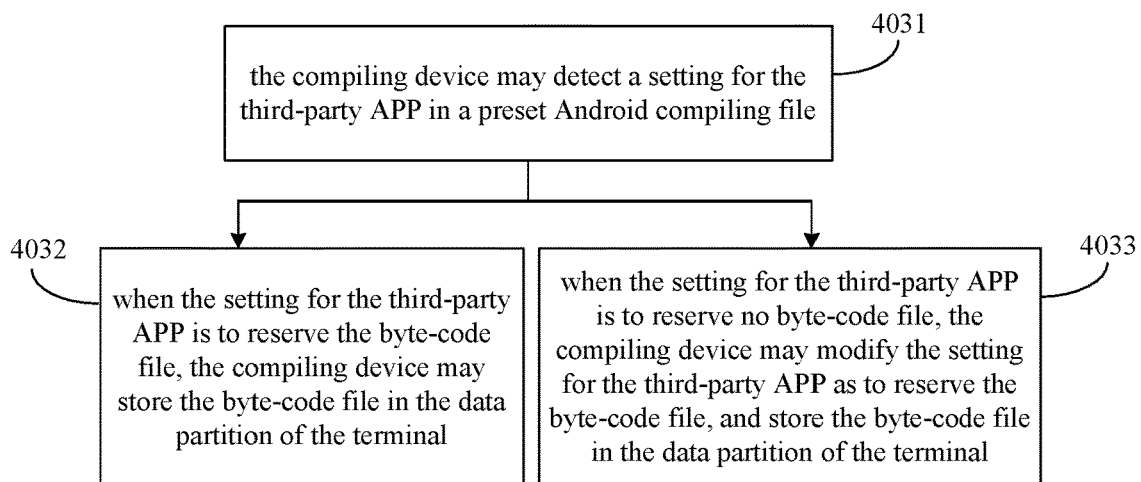 4031
the compiling device may detect a setting for the
third-party APP in a preset Android compiling file
4032
when the setting for the third-party
APP is to reserve the byte-code
file, the compiling device may
store the byte-code file in the data
partition of the terminal
4033
when the setting for the third-party APP
is to reserve no byte-code file, the
compiling device may modify the setting
for the third-party APP as to reserve the
byte-code file, and store the byte-code file
in the data partition of the terminal